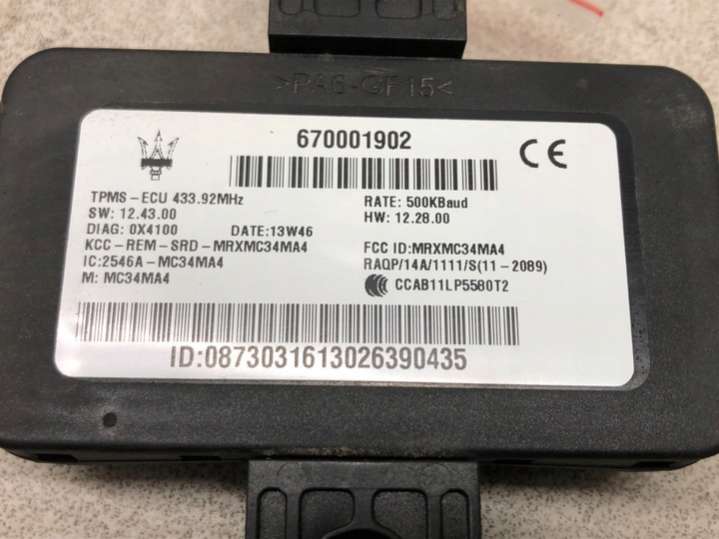 >PA6-GF15<
670001902
CE
TPMS-ECU 433.92MHz
RATE: 500KBaud
SW: 12.43.00
HW: 12.28.00
DIAG: 0X4100 DATE:13W46
KCC-REM-SRD-MRXMC34MA4
FCC ID:MRXMC34MA4
IC:2546A-MC34MA4
RAQP/14A/1111/S(11-2089)
M: MC34MA4
CCAB11LP5580T2
ID:0873031613026390435